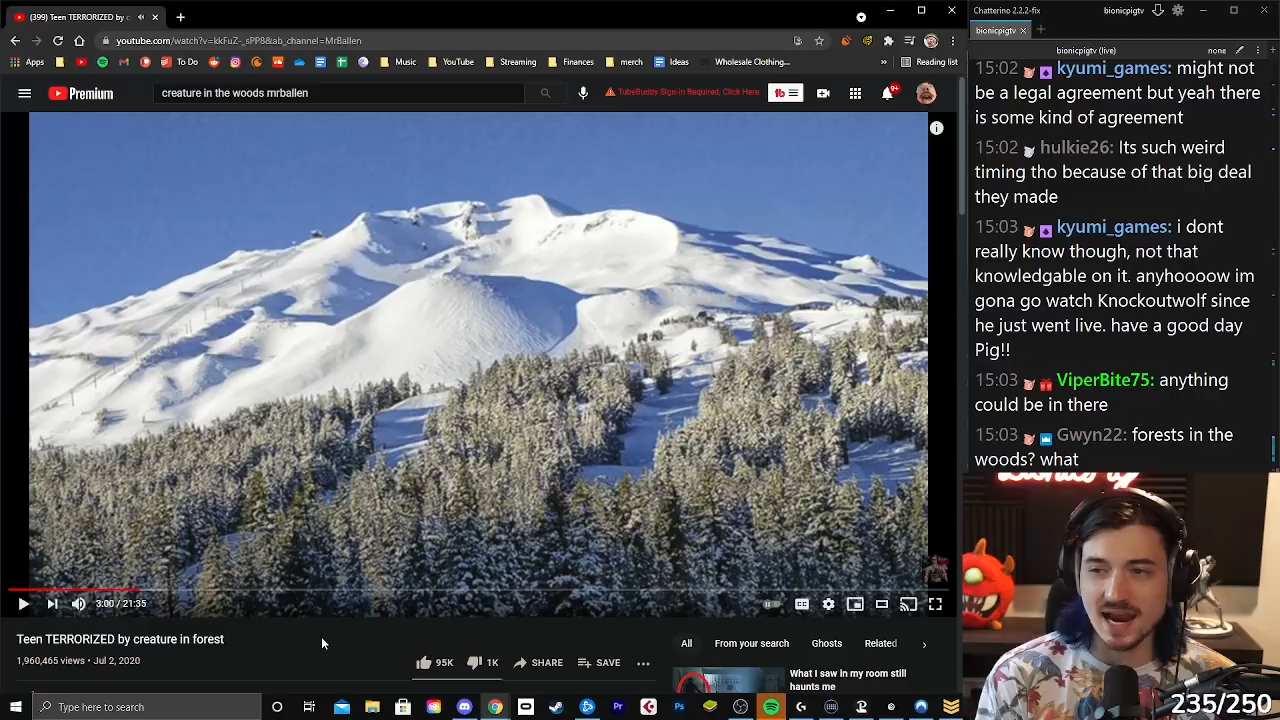 (399) Teen TERRORIZED by c
youtube.com/watch?v=kkFuZ-_sPP8&ab_channel=MrBallen
Apps
To Do
Music
YouTube
Streaming
Finances
merch
Ideas
Wholesale Clothing...
Reading list
Premium
creature in the woods mrballen
TubeBuddy Sign-in Required, Click Here
tb
9+
3:00 / 21:35
Teen TERRORIZED by creature in forest
1,960,465 views • Jul 2, 2020
95K
1K
SHARE
SAVE
All
From your search
Ghosts
Related
What I saw in my room still
haunts me
Type here to search
Chatterino 2.2.2-fix
bionicpigtv
bionicpigtv
bionicpigtv (live)
none
15:02 kyumi_games: might not
be a legal agreement but yeah there
is some kind of agreement
15:02 hulkie26: Its such weird
timing tho because of that big deal
they made
15:03 kyumi_games: i dont
really know though, not that
knowledgable on it. anyhoooow im
gona go watch Knockoutwolf since
he just went live. have a good day
Pig!!
15:03 ViperBite75: anything
could be in there
15:03 Gwyn22: forests in the
woods? what
235/250